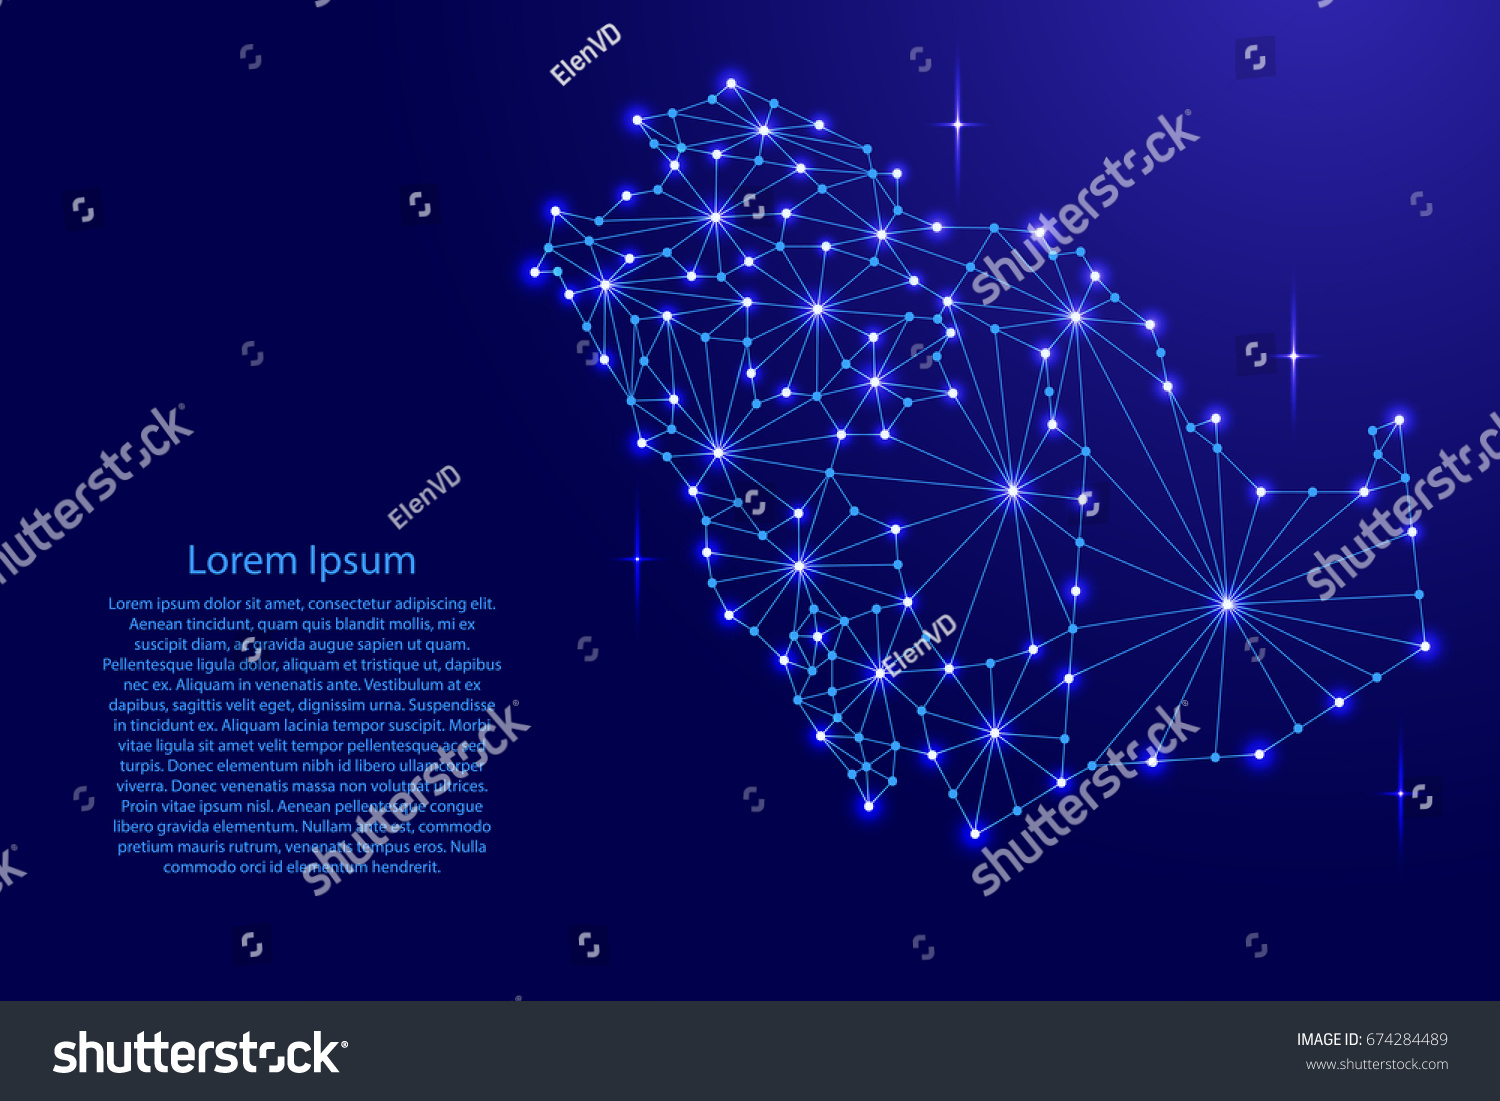 ElenVD
shutterstock
shutterstock
ElenVD
shutterstock
Lorem Ipsum
Lorem ipsum dolor sit amet, consectetur adipiscing elit.
Aenean tincidunt, quam quis blandit mollis, mi ex
suscipit diam, ac gravida augue sapien ut quam.
Pellentesque ligula dolor, aliquam et tristique ut, dapibus
nec ex. Aliquam in venenatis ante. Vestibulum at ex
dapibus, sagittis velit eget, dignissim urna. Suspendisse
in tincidunt ex. Aliquam lacinia tempor suscipit. Morbi
vitae ligula sit amet velit tempor pellentesque ac sed
turpis. Donec elementum nibh id libero ullamcorper
viverra. Donec venenatis massa non volutpat ultrices.
Proin vitae ipsum nisl. Aenean pellentesque congue
libero gravida elementum. Nullam ante est, commodo
pretium mauris rutrum, venenatis tempus eros. Nulla
commodo orci id elementum hendrerit.
ElenVD
shutterstock
shutterstock
shutterstock®
IMAGE ID: 674284489
www.shutterstock.com